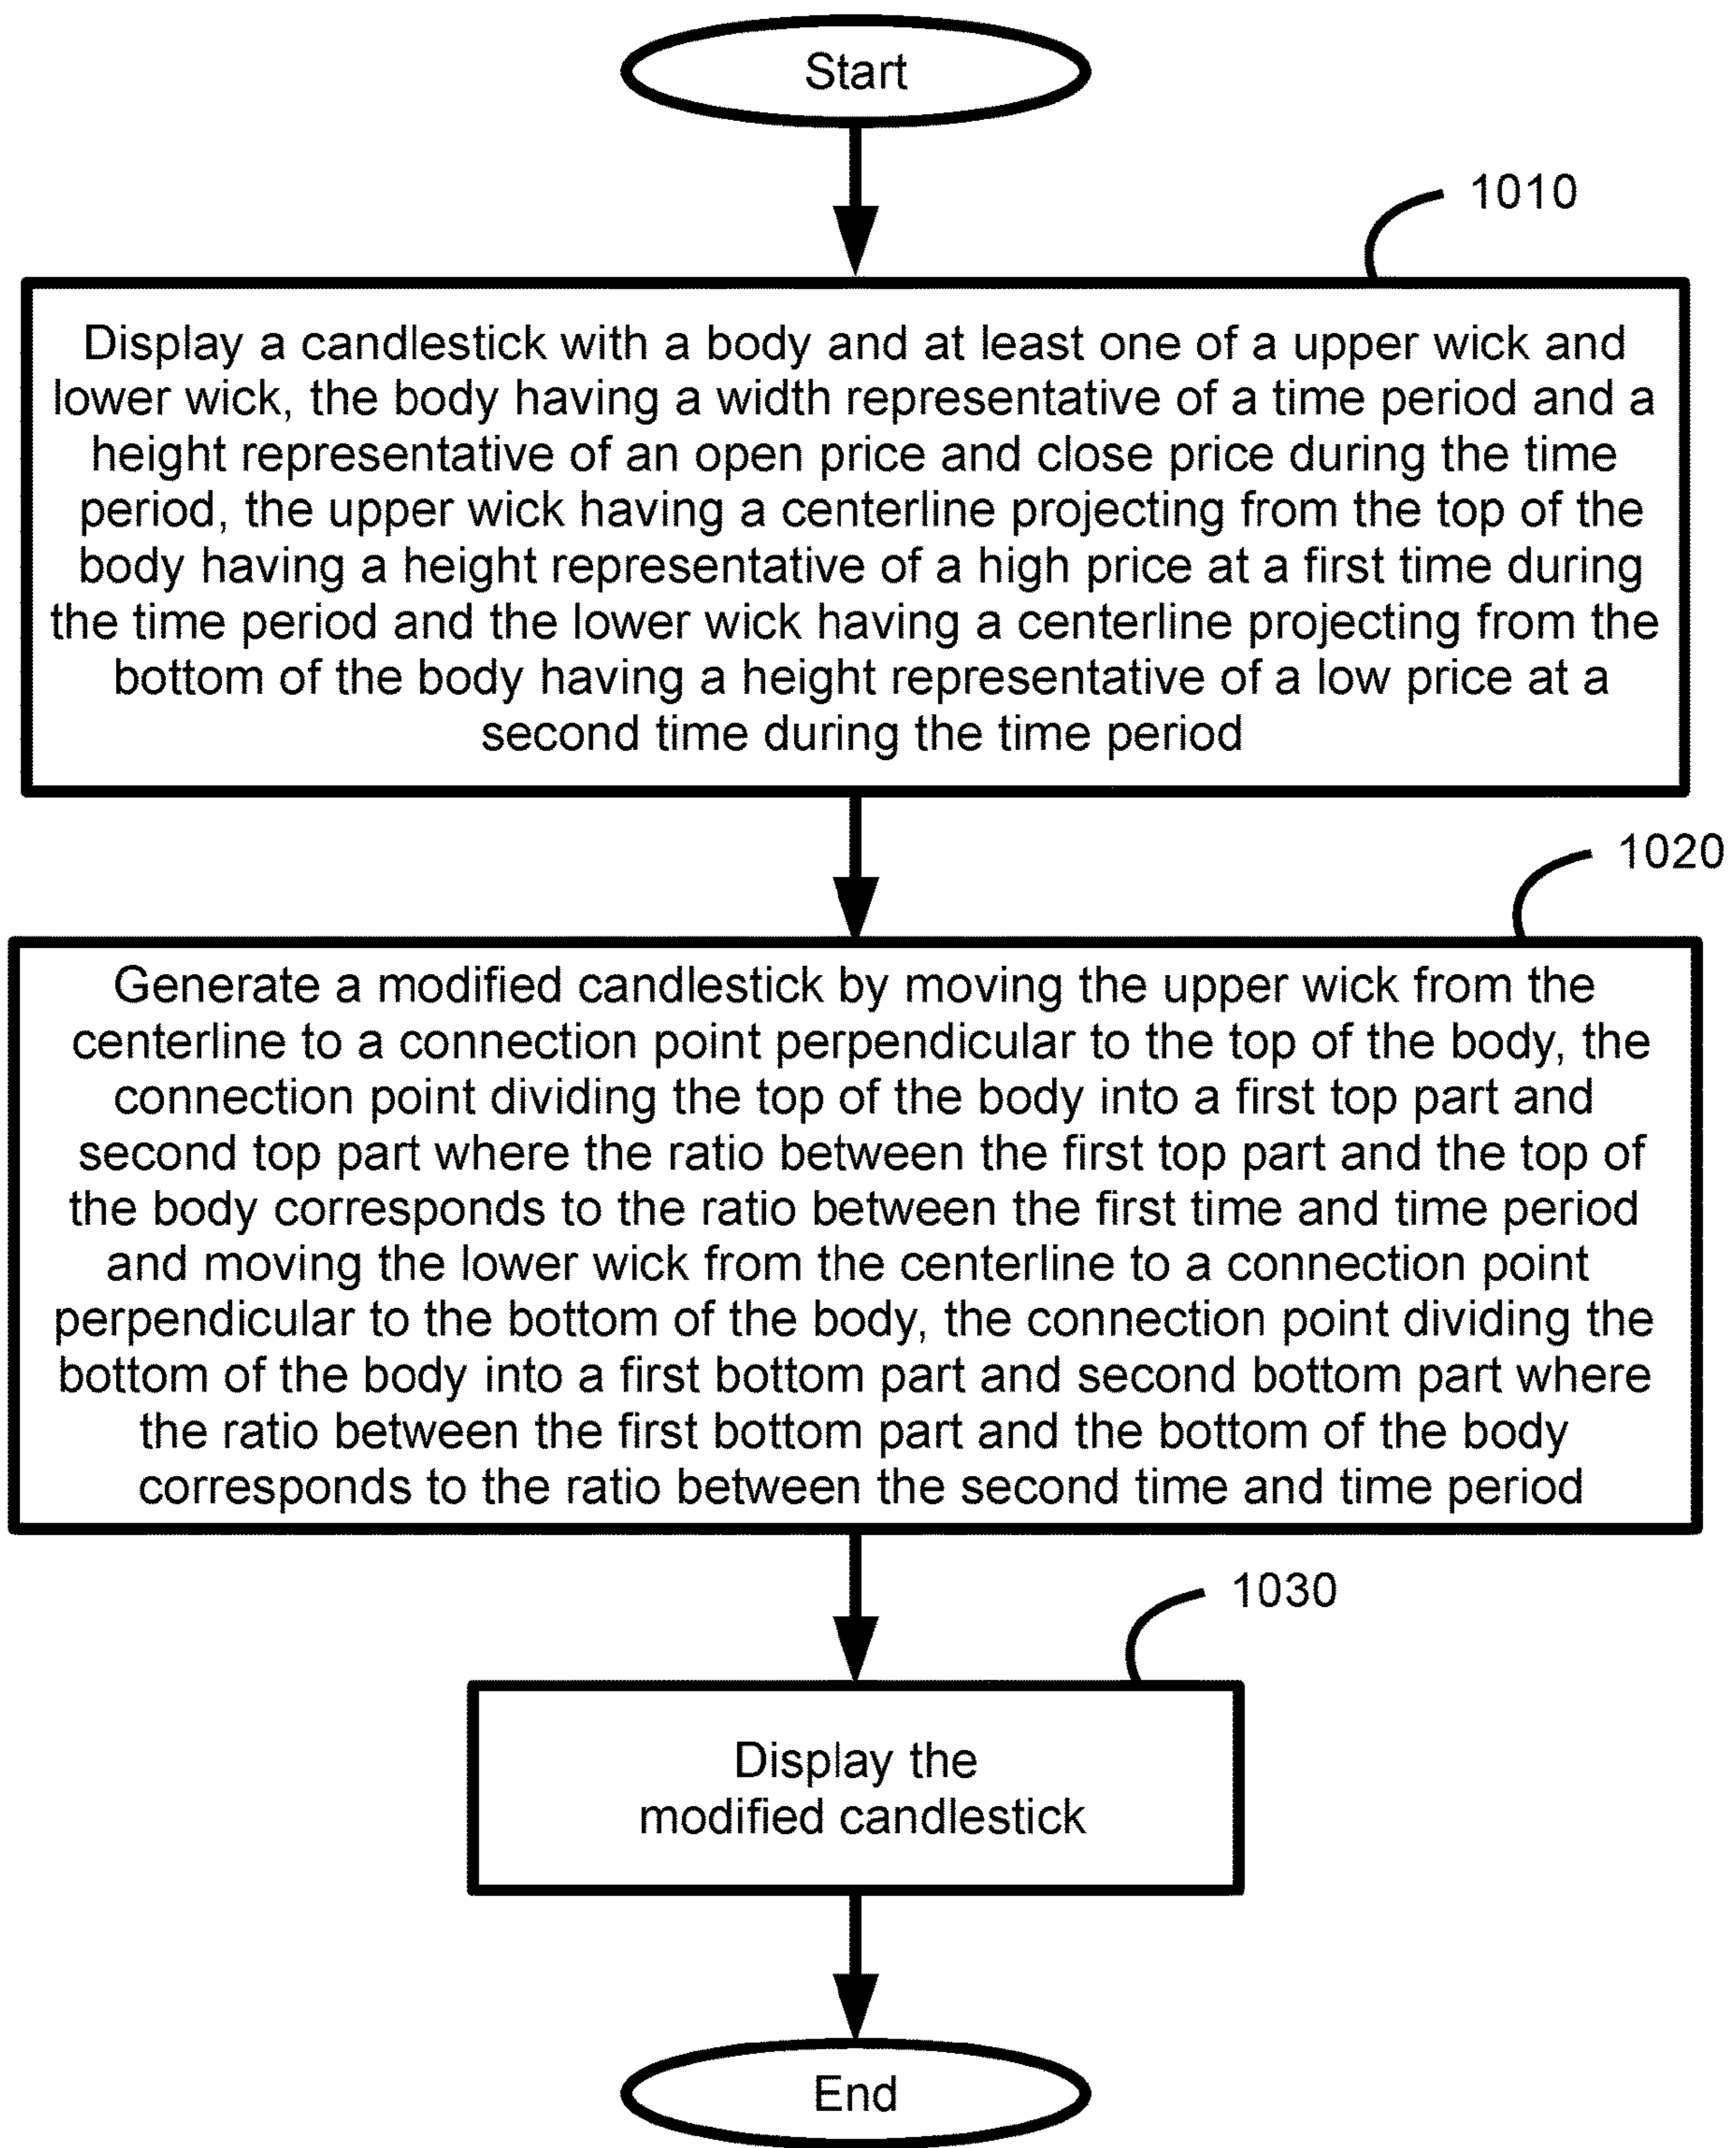 Start
1010
Display a candlestick with a body and at least one of a upper wick and
lower wick, the body having a width representative of a time period and a
height representative of an open price and close price during the time
period, the upper wick having a centerline projecting from the top of the
body having a height representative of a high price at a first time during
the time period and the lower wick having a centerline projecting from the
bottom of the body having a height representative of a low price at a
second time during the time period
1020
Generate a modified candlestick by moving the upper wick from the
centerline to a connection point perpendicular to the top of the body, the
connection point dividing the top of the body into a first top part and
second top part where the ratio between the first top part and the top of
the body corresponds to the ratio between the first time and time period
and moving the lower wick from the centerline to a connection point
perpendicular to the bottom of the body, the connection point dividing the
bottom of the body into a first bottom part and second bottom part where
the ratio between the first bottom part and the bottom of the body
corresponds to the ratio between the second time and time period
1030
Display the
modified candlestick
End